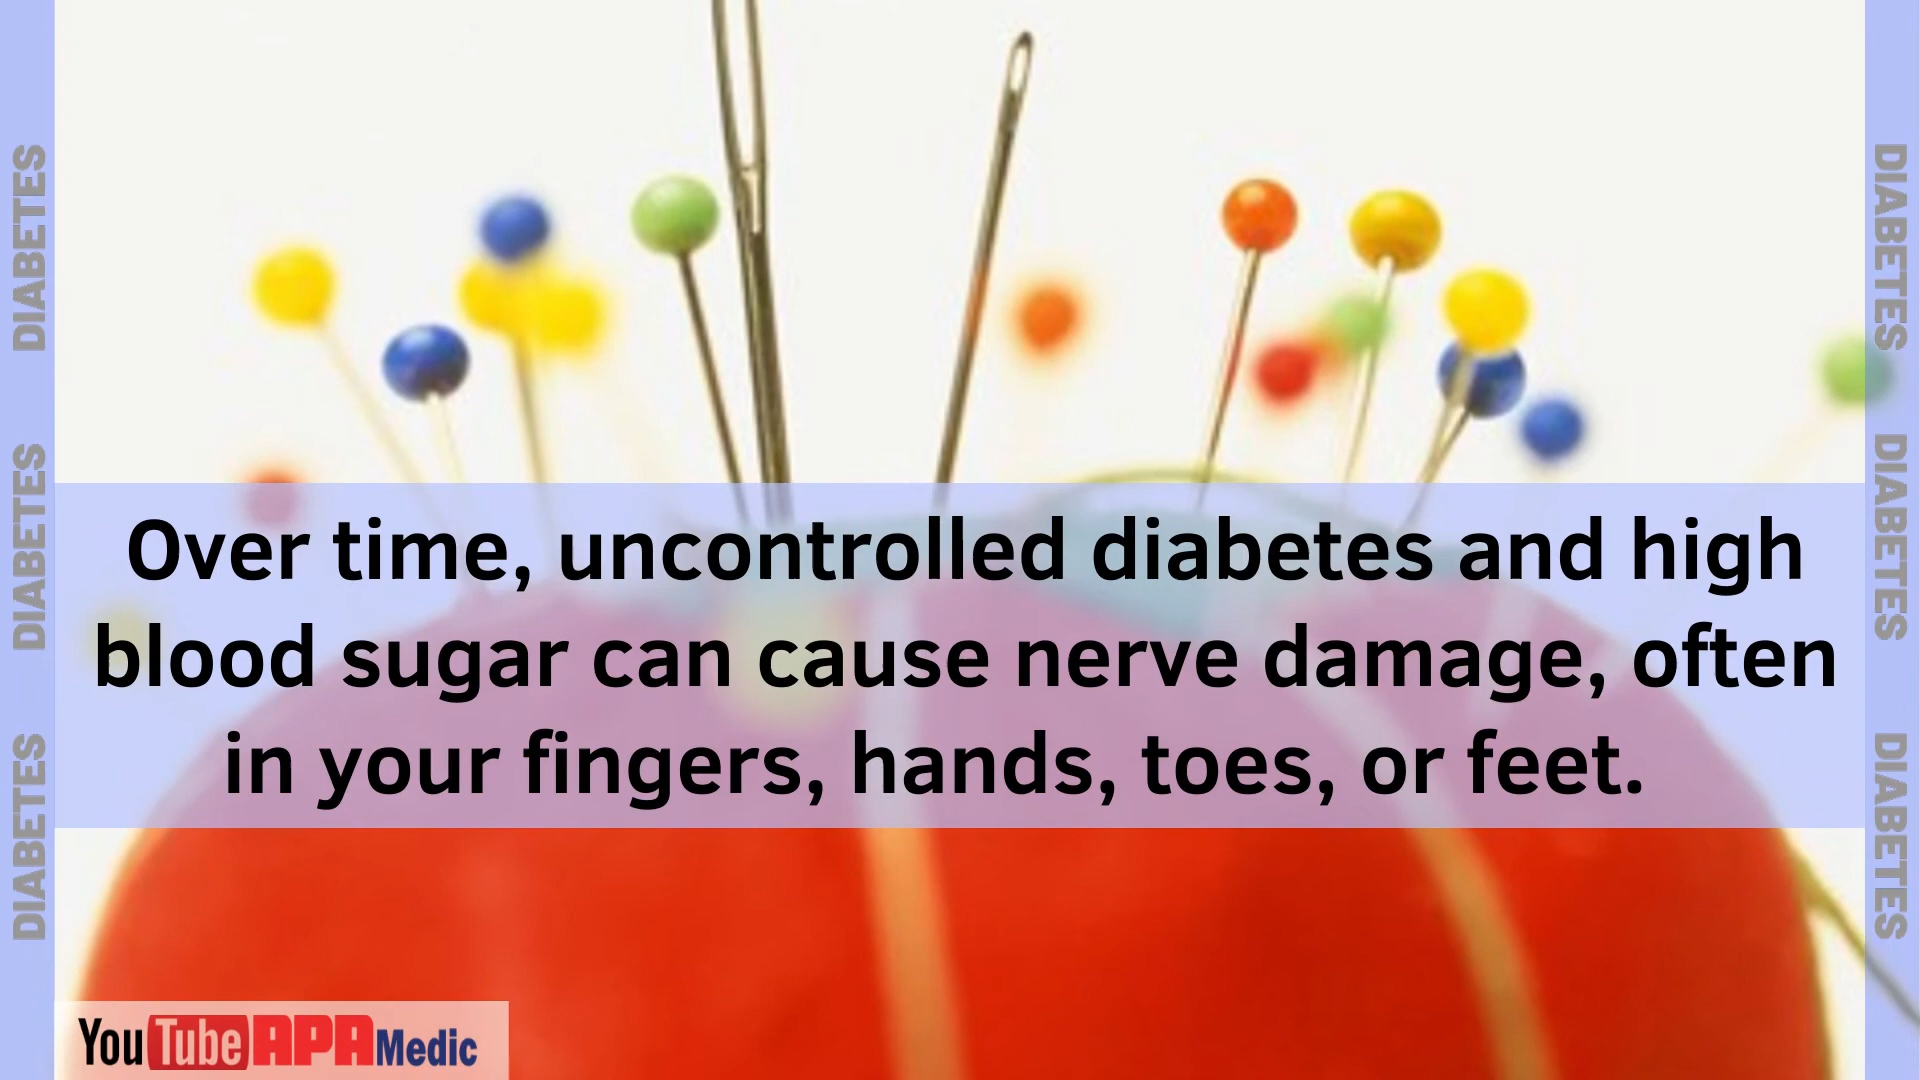 DIABETES
DIABETES
DIABETES
Over time, uncontrolled diabetes and high
blood sugar can cause nerve damage, often
in your fingers, hands, toes, or feet.
DIABETES
DIABETES
DIABETES
YouTube APA Medic